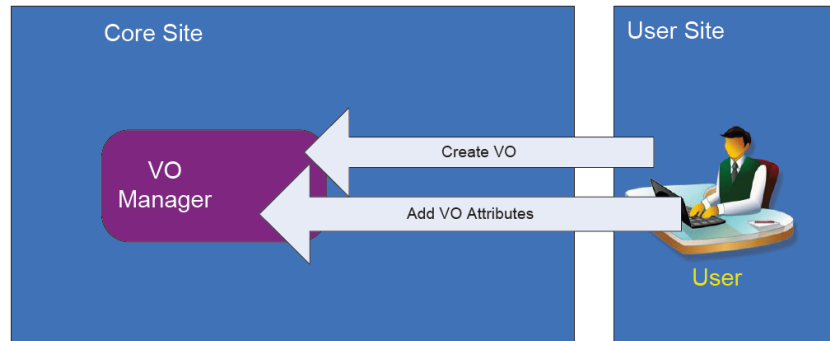 Core Site
User Site
Create VO
VO
Manager
Add VO Attributes
User